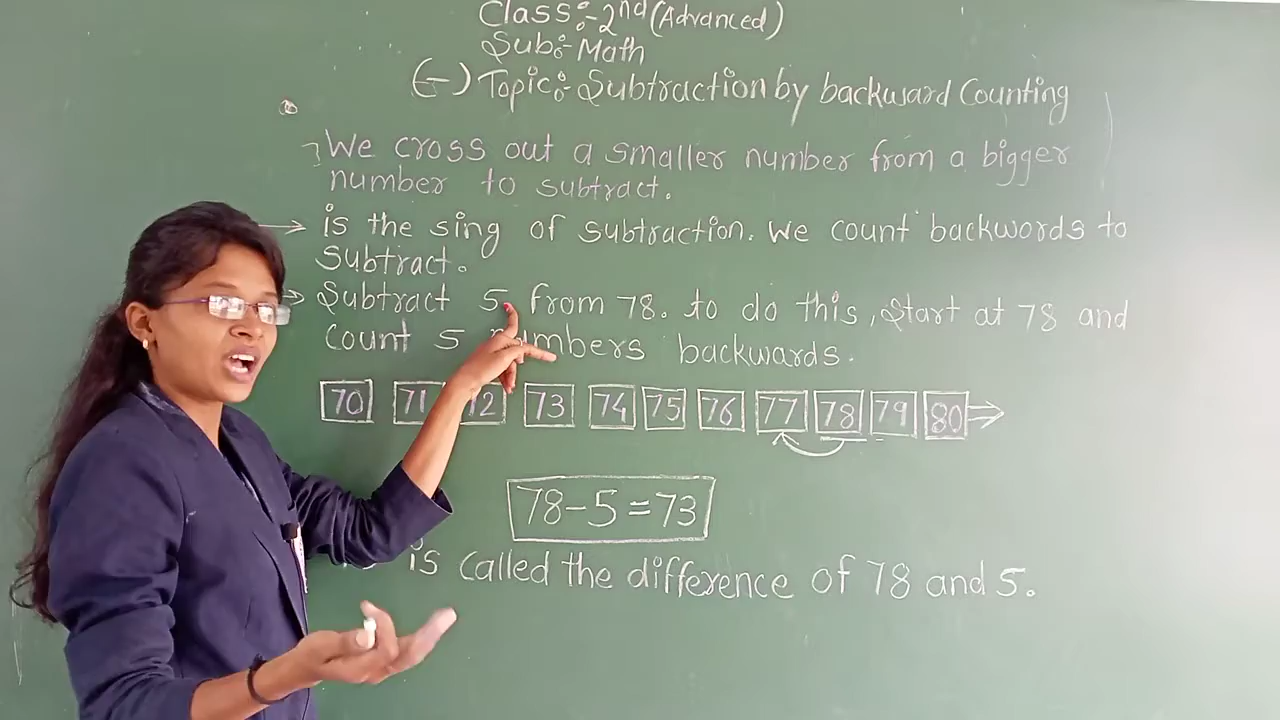 Class:-2nd (Advanced)
Sub:- Math
(-) Topic:- Subtraction by backward Counting
We cross out a smaller number from a bigger
number to subtract.
→ is the sing of subtraction. We count backwords to
Subtract.
→ Subtract 5 from 78. to do this, Start at 78 and
Count 5 numbers backwards.
70 71 72 73 74 75 76 77 78 79 80 →
78-5=73
is called the difference of 78 and 5.